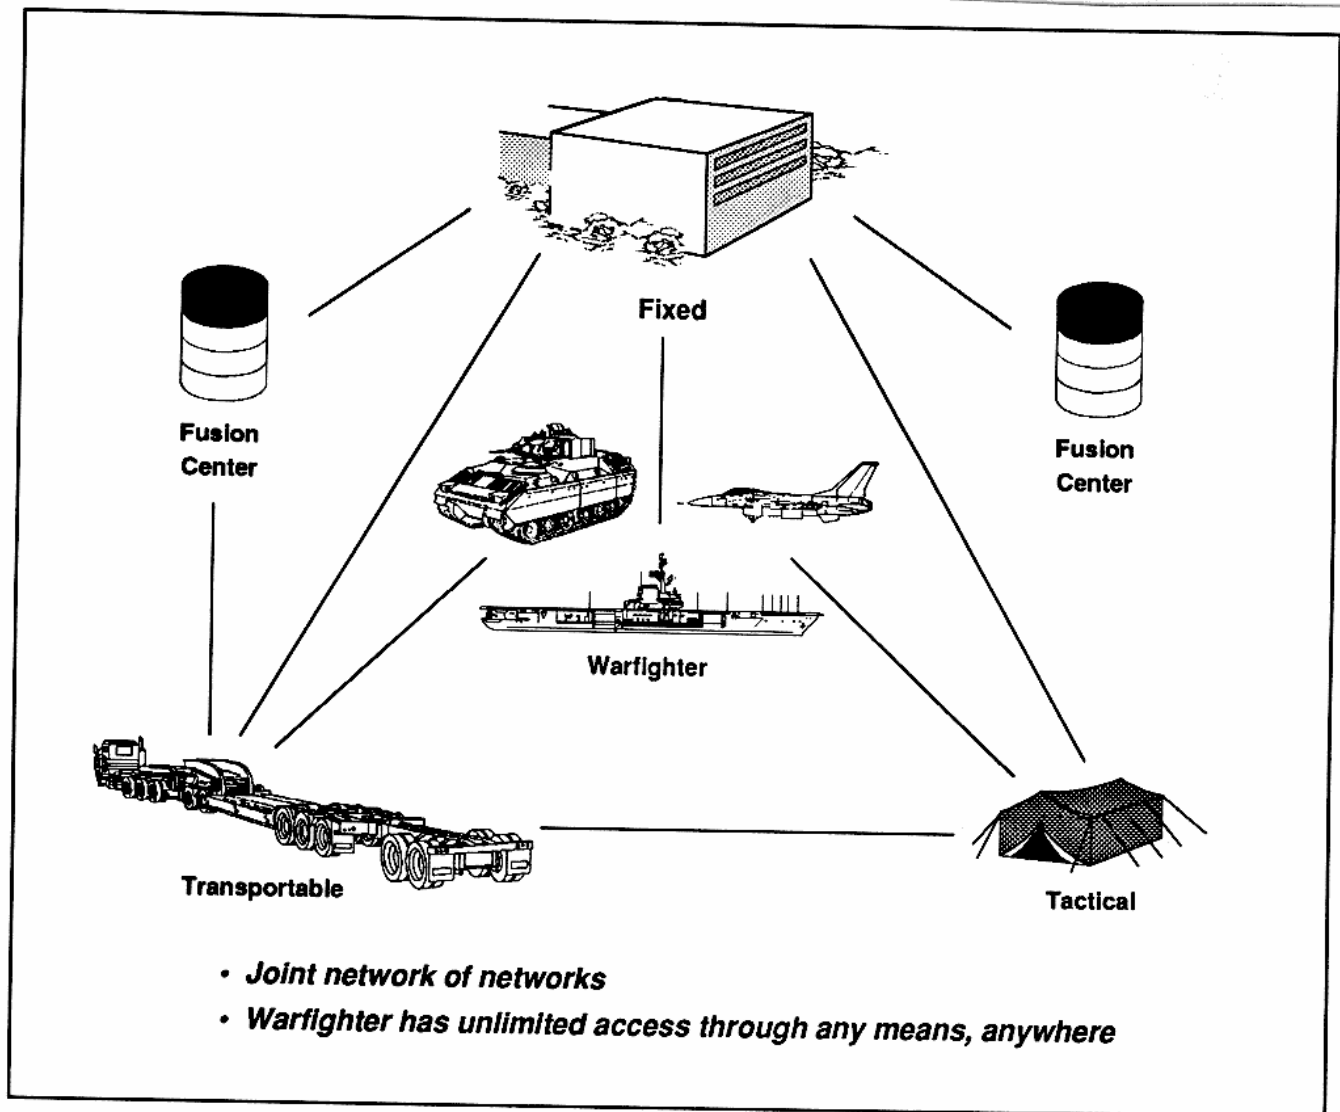 Fixed
Fusion
Center
Fusion
Center
Warfighter
Transportable
Tactical
• Joint network of networks
• Warfighter has unlimited access through any means, anywhere